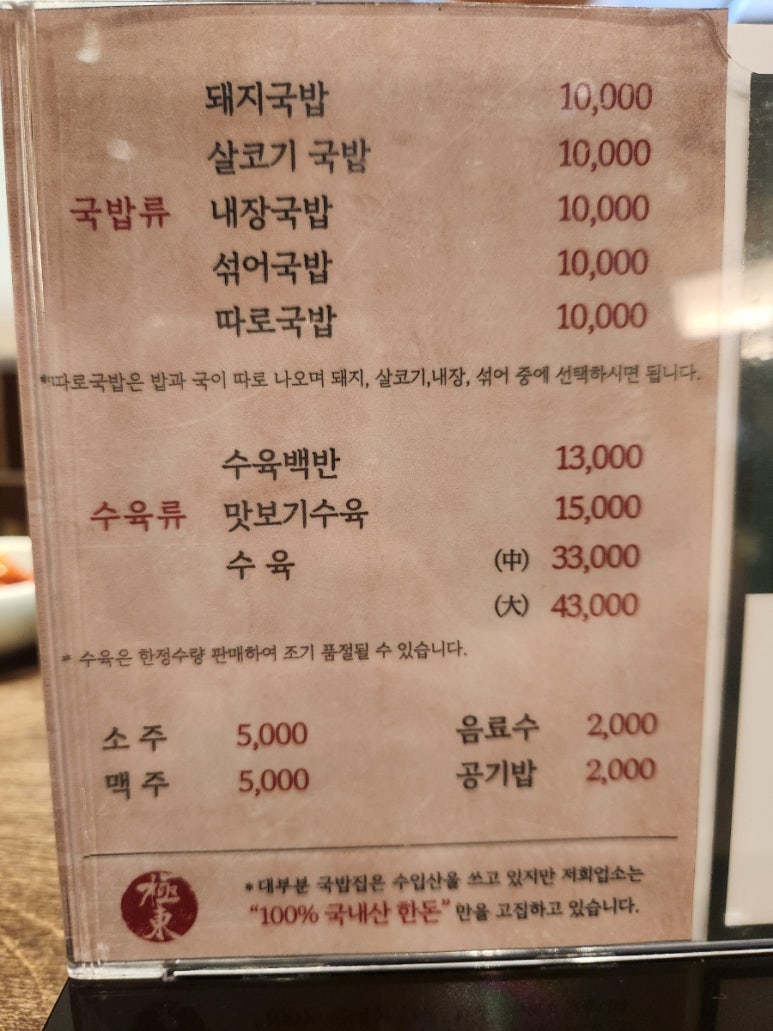 돼지국밥 10,000
살코기 국밥 10,000
국밥류 내장국밥 10,000
섞어국밥 10,000
따로국밥 10,000
*따로국밥은 밥과 국이 따로 나오며 돼지, 살코기,내장, 섞어 중에 선택하시면 됩니다.
수육백반 13,000
수육류 맛보기수육 15,000
수 육 (中) 33,000
(大) 43,000
* 수육은 한정수량 판매하여 조기 품절될 수 있습니다.
소 주 5,000 음료수 2,000
맥 주 5,000 공기밥 2,000
極東
*대부분 국밥집은 수입산을 쓰고 있지만 저희업소는
“100% 국내산 한돈” 만을 고집하고 있습니다.